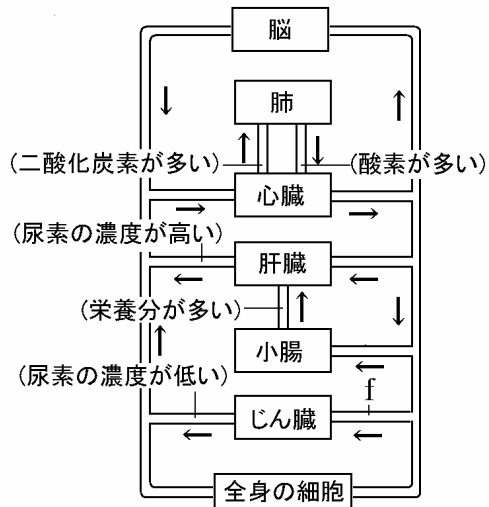 脳
肺
(二酸化炭素が多い)
(酸素が多い)
心臓
(尿素の濃度が高い)
肝臓
(栄養分が多い)
小腸
(尿素の濃度が低い)
f
じん臓
全身の細胞